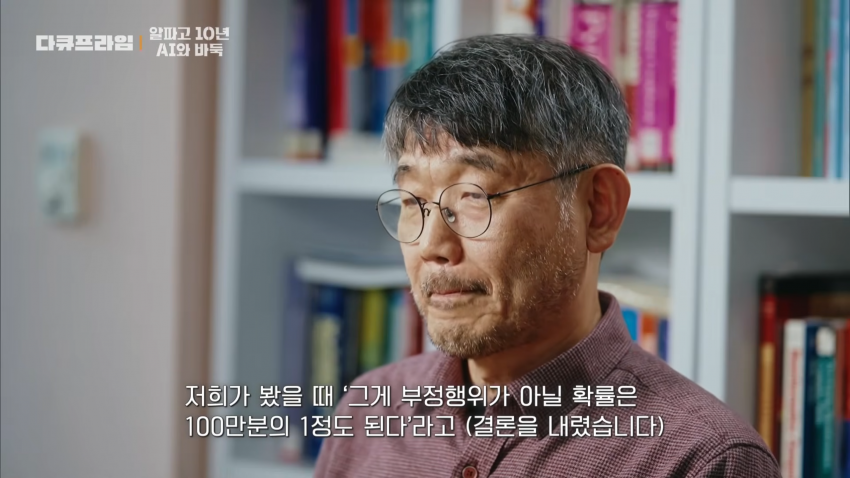 다큐프라임
알파고 10년
AI와 바둑
저희가 봤을 때 '그게 부정행위가 아닐 확률은
100만분의 1정도 된다'라고 (결론을 내렸습니다)